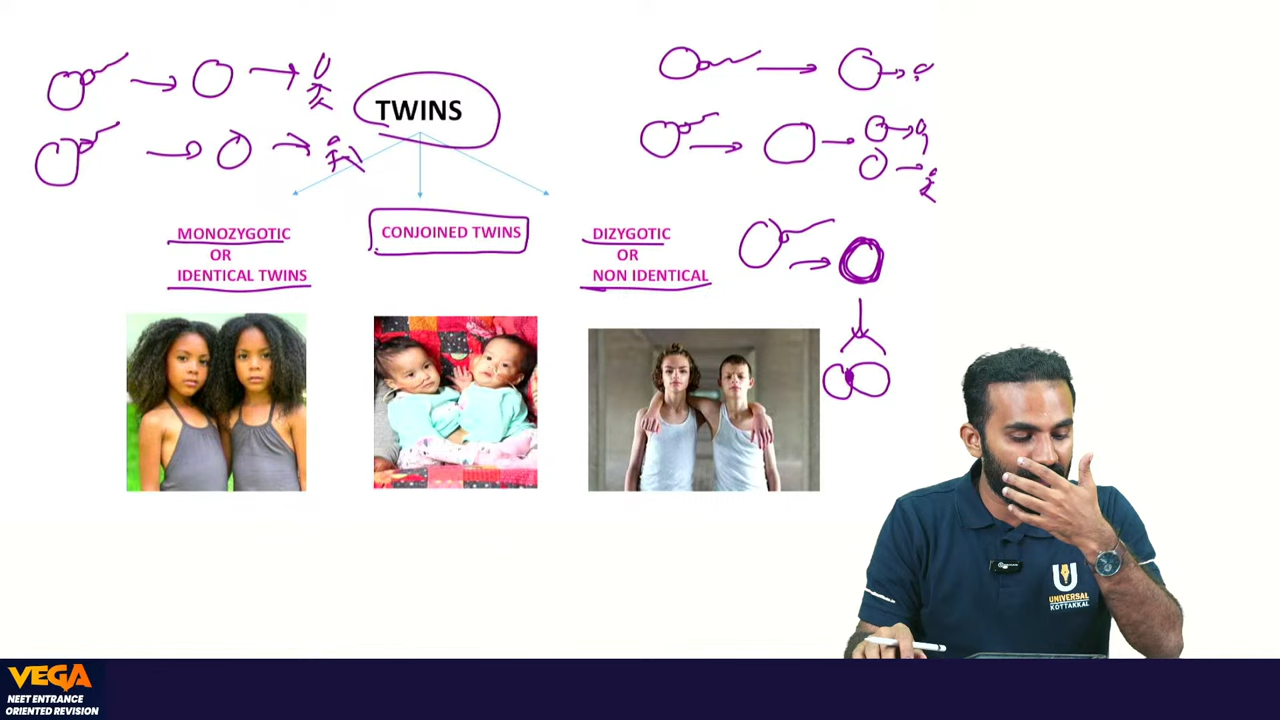 TWINS
MONOZYGOTIC
OR
IDENTICAL TWINS
CONJOINED TWINS
DIZYGOTIC
OR
NON IDENTICAL
UNIVERSAL
KOTTAKKAL
VEGA
NEET ENTRANCE
ORIENTED REVISION